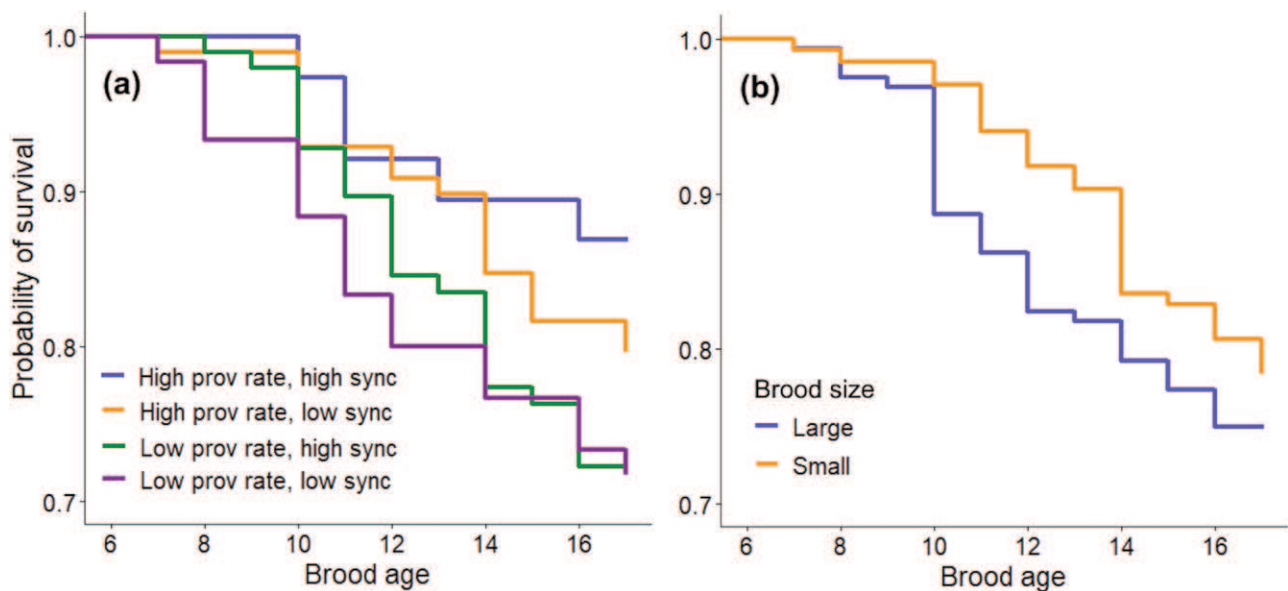 (a)
Probability of survival
1.0
0.9
0.8
0.7
High prov rate, high sync
High prov rate, low sync
Low prov rate, high sync
Low prov rate, low sync
6 8 10 12 14 16
Brood age
(b)
1.0
0.9
0.8
0.7
Brood size
Large
Small
6 8 10 12 14 16
Brood age